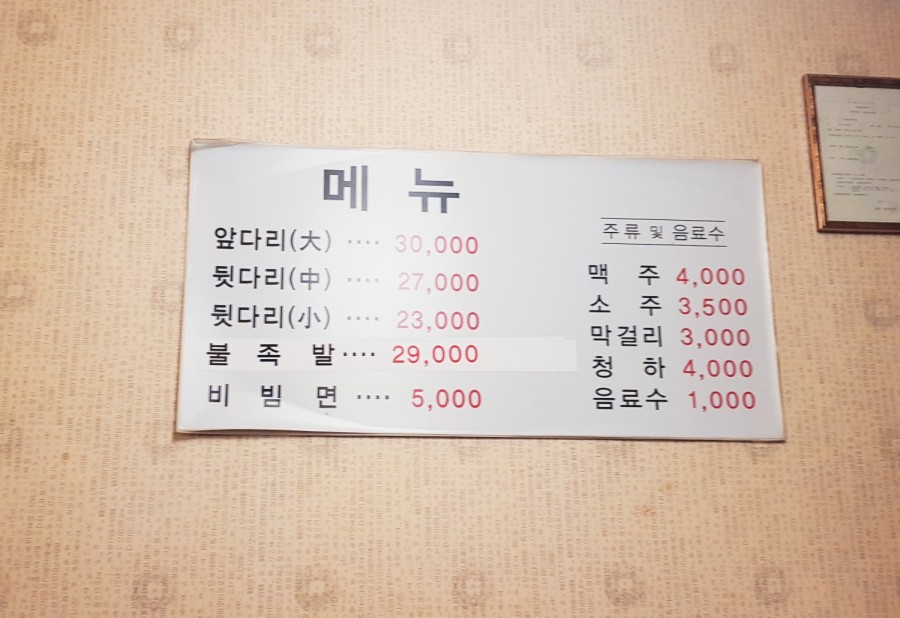 메뉴
앞다리(大) ···· 30,000
뒷다리(中) ···· 27,000
뒷다리(小) ···· 23,000
불 족 발 ···· 29,000
비 빔 면 ···· 5,000
주류 및 음료수
맥 주 4,000
소 주 3,500
막걸리 3,000
청 하 4,000
음료수 1,000